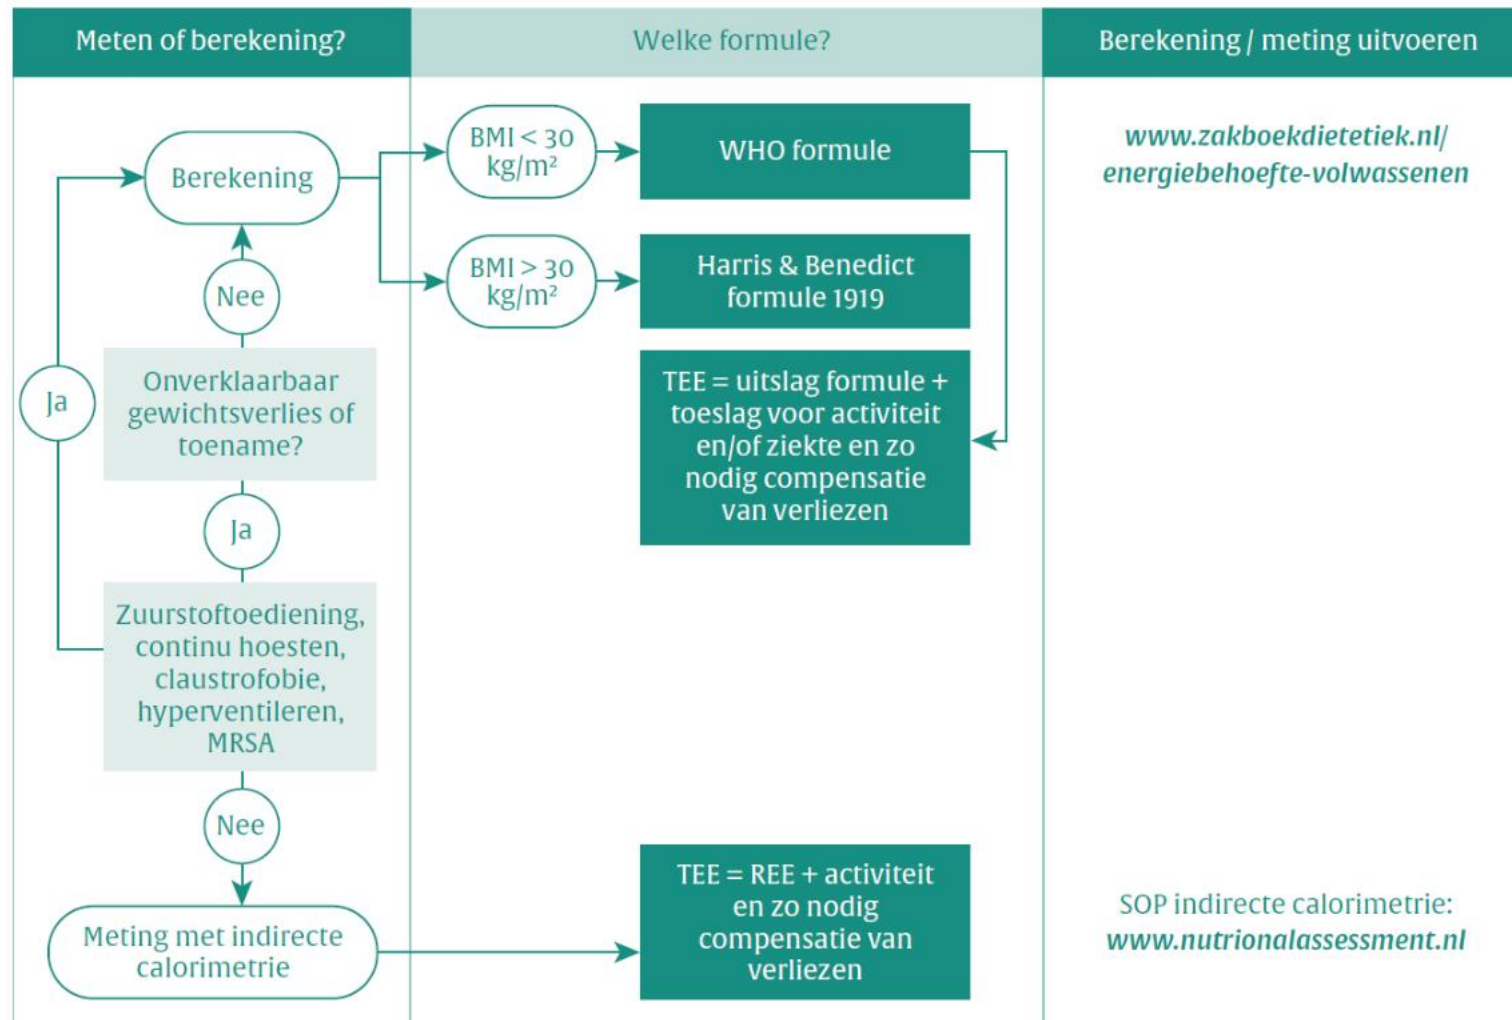 Meten of berekening?
Welke formule?
Berekening / meting uitvoeren
Berekening
Nee
Ja
Onverklaarbaar
gewichtsverlies of
toename?
Ja
Zuurstoftoediening,
continu hoesten,
claustrofobie,
hyperventileren,
MRSA
Nee
Meting met indirecte
calorimetrie
BMI < 30
kg/m²
WHO formule
BMI > 30
kg/m²
Harris & Benedict
formule 1919
TEE = uitslag formule +
toeslag voor activiteit
en/of ziekte en zo
nodig compensatie
van verliezen
TEE = REE + activiteit
en zo nodig
compensatie van
verliezen
www.zakboekdietetiek.nl/
energiebehoefte-volwassenen
SOP indirecte calorimetrie:
www.nutrionalassessment.nl